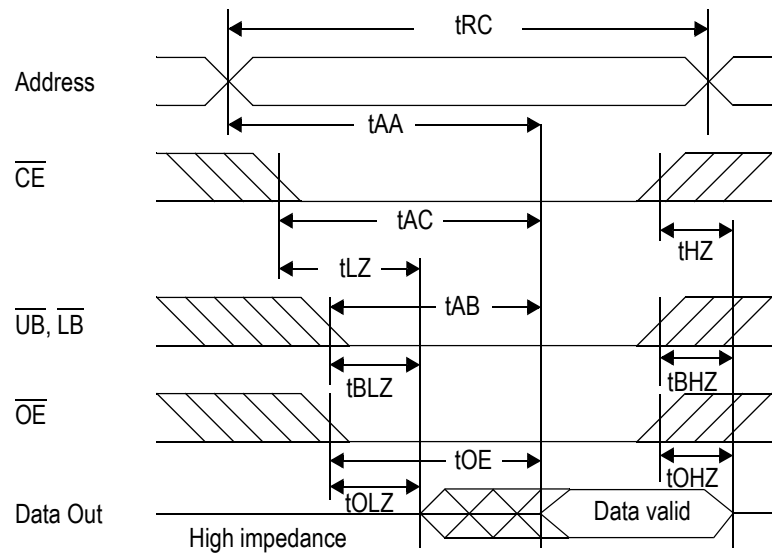 tRC
Address
tAA
CE
tAC
tHZ
tLZ
tAB
UB, LB
tBLZ
tBHZ
OE
tOE
tOHZ
tOLZ
Data Out
Data valid
High impedance